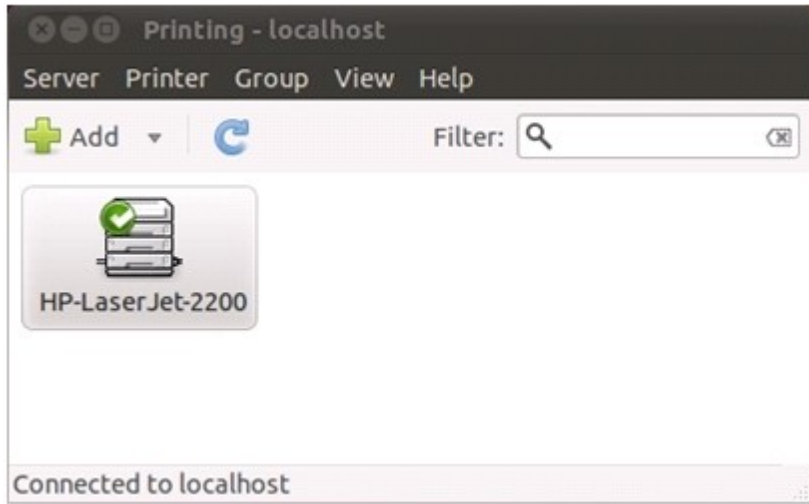 Printing - localhost
Server Printer Group View Help
Add Filter:
HP-LaserJet-2200
Connected to localhost